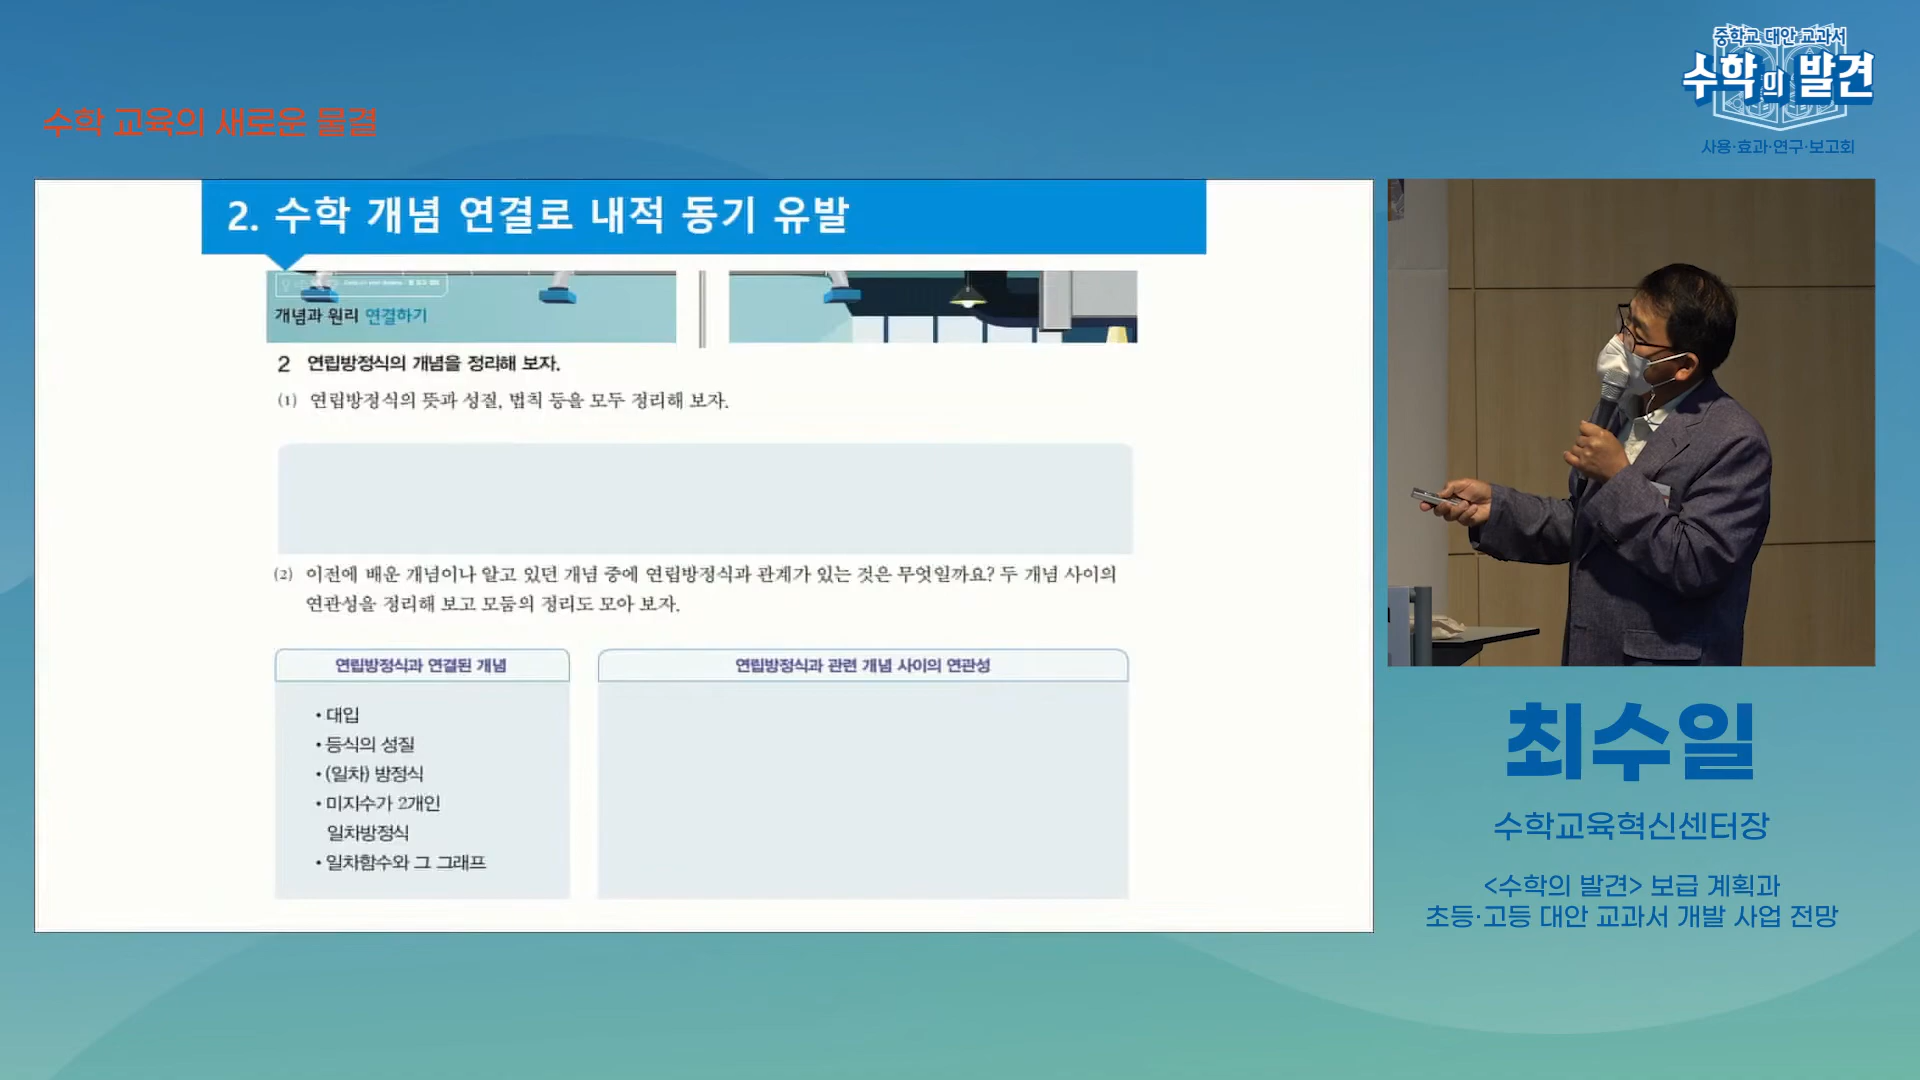 중학교 대안 교과서
수학의 발견
사용·효과·연구·보고회
수학 교육의 새로운 물결
2. 수학 개념 연결로 내적 동기 유발
개념과 원리 연결하기
2 연립방정식의 개념을 정리해 보자.
(1) 연립방정식의 뜻과 성질, 법칙 등을 모두 정리해 보자.
(2) 이전에 배운 개념이나 알고 있던 개념 중에 연립방정식과 관계가 있는 것은 무엇일까요? 두 개념 사이의
연관성을 정리해 보고 모둠의 정리도 모아 보자.
연립방정식과 연결된 개념
• 대입
• 등식의 성질
• (일차) 방정식
• 미지수가 2개인
일차방정식
• 일차함수와 그 그래프
연립방정식과 관련 개념 사이의 연관성
최수일
수학교육혁신센터장
<수학의 발견> 보급 계획과
초등·고등 대안 교과서 개발 사업 전망